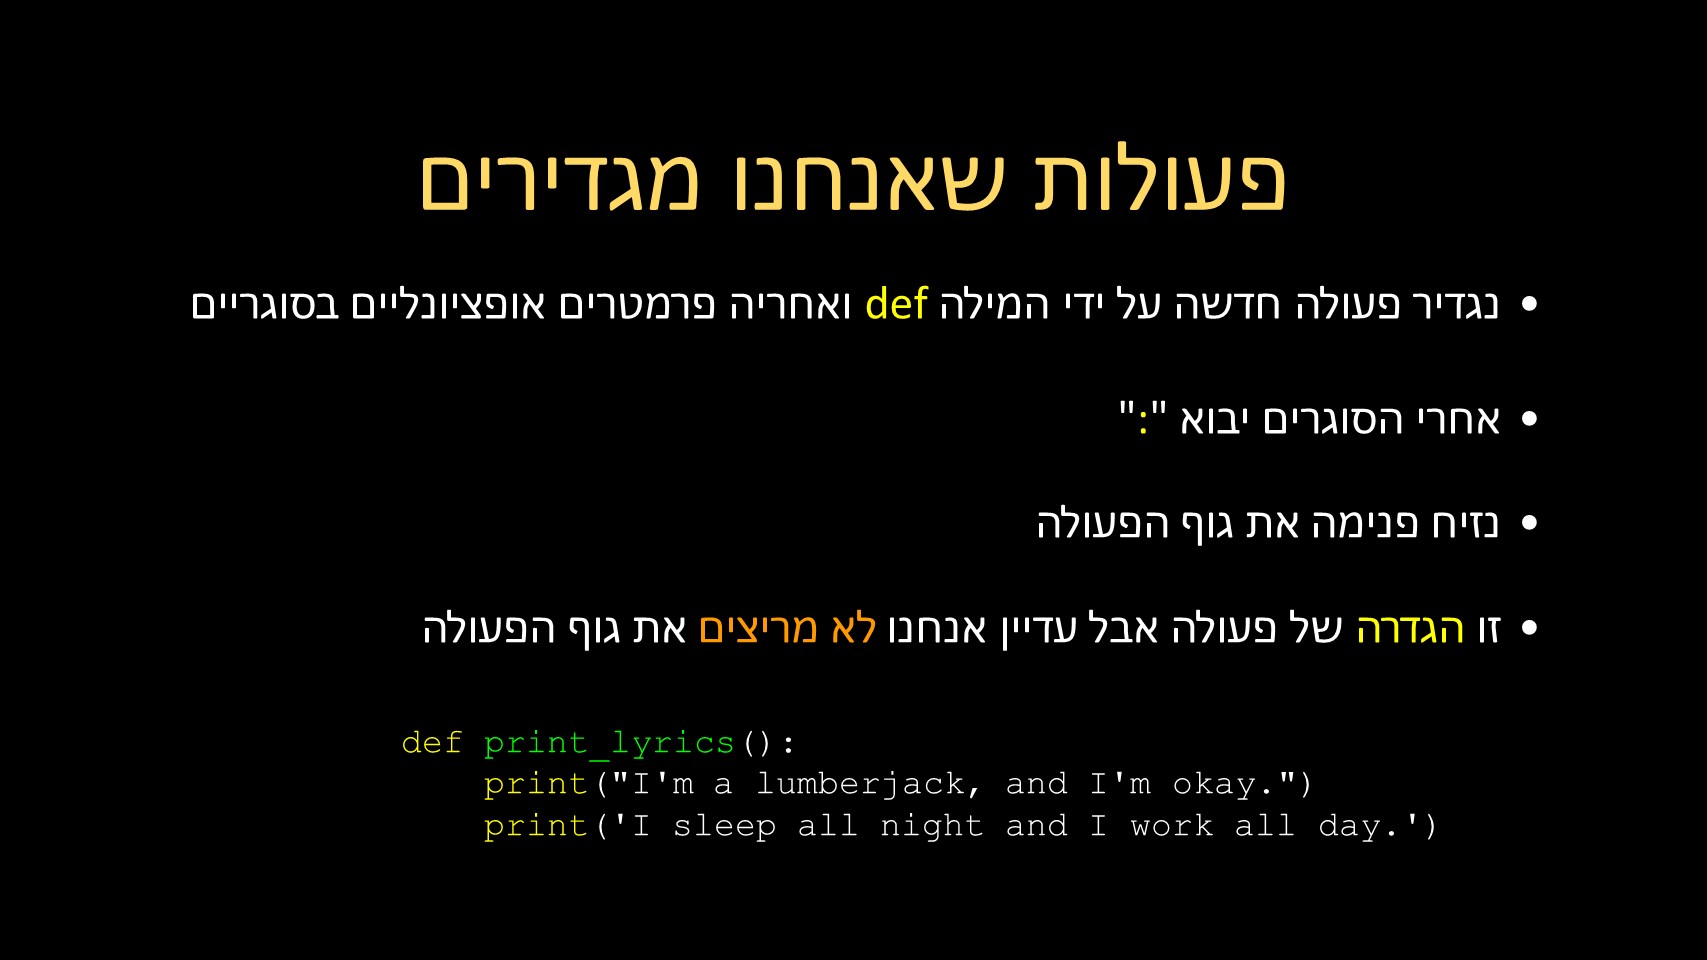 פעולות שאנחנו מגדירים
• נגדיר פעולה חדשה על ידי המילה def ואחריה פרמטרים אופציונליים בסוגריים
• אחרי הסוגרים יבוא ":"
• נזיח פנימה את גוף הפעולה
• זו הגדרה של פעולה אבל עדיין אנחנו לא מריצים את גוף הפעולה
def print_lyrics():
    print("I'm a lumberjack, and I'm okay.")
    print('I sleep all night and I work all day.')